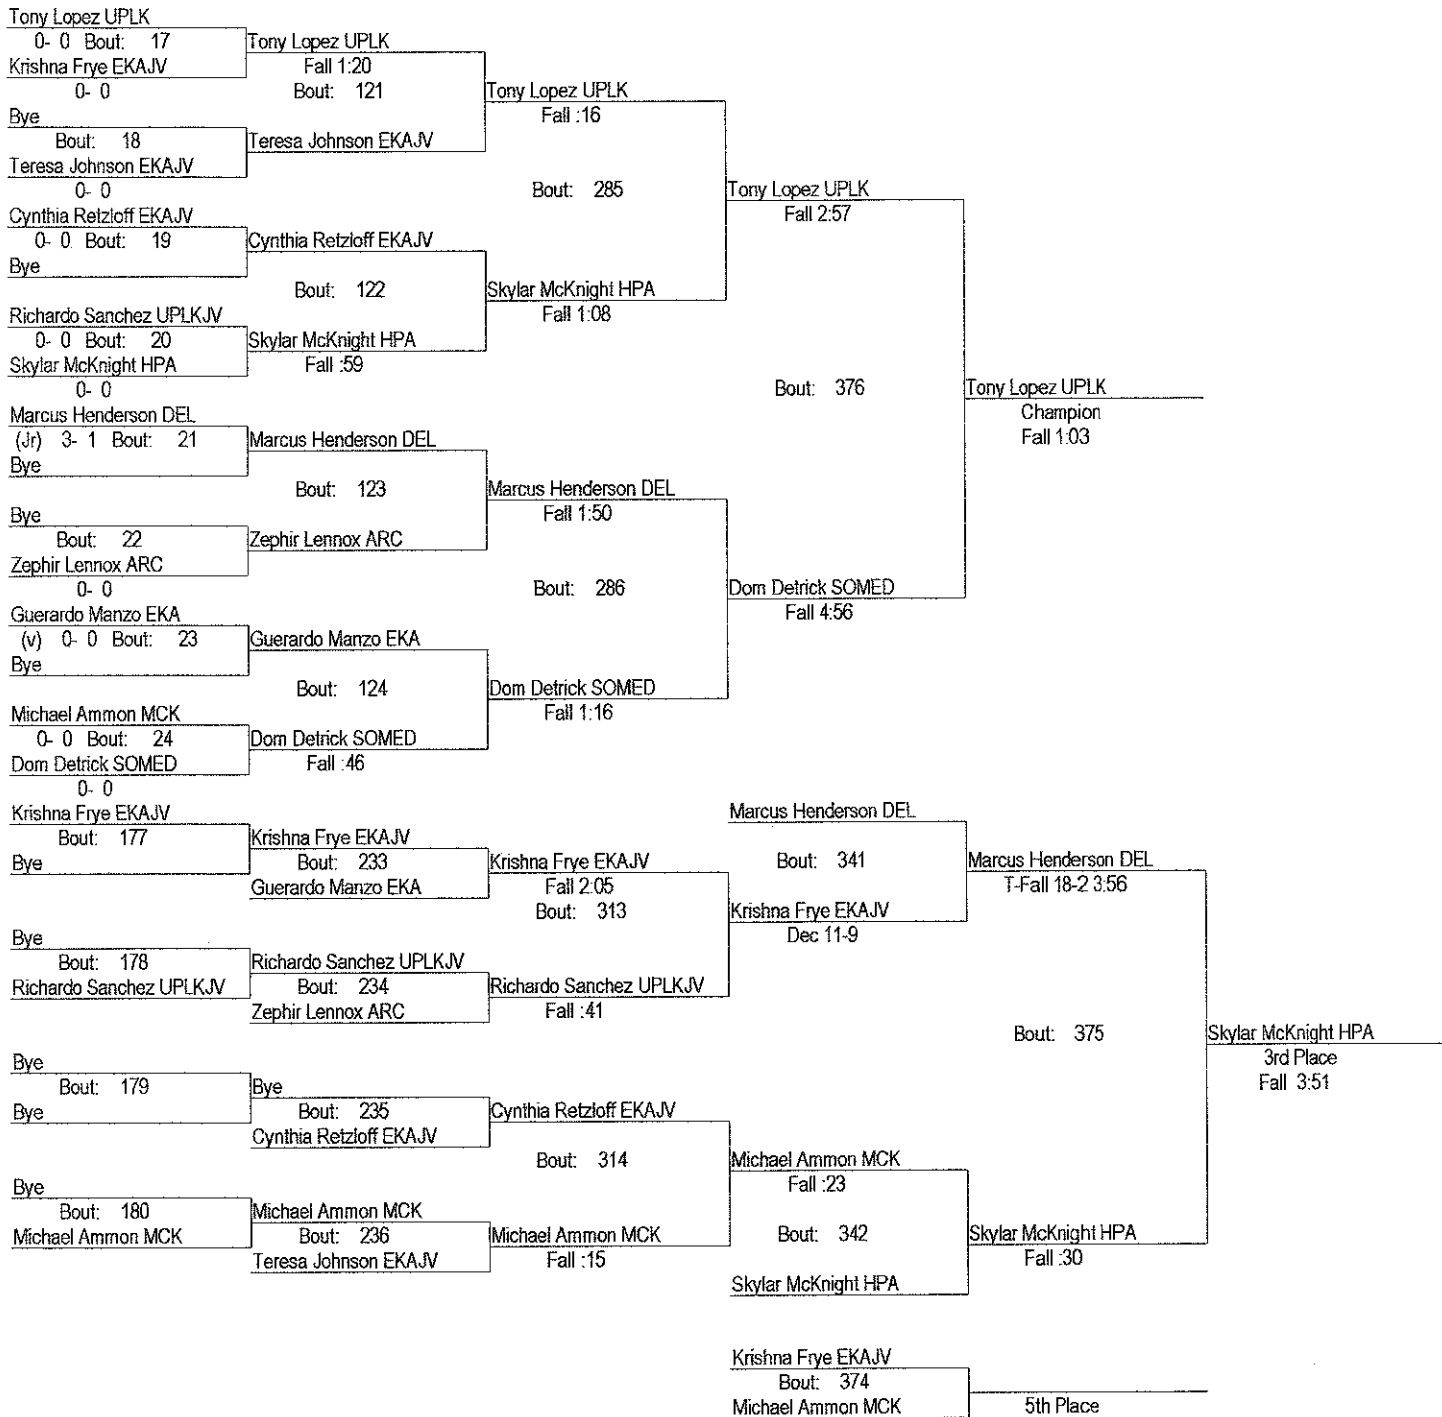 Tony Lopez UPLK
0- 0 Bout: 17
Krishna Frye EKAJV
0- 0
Bye
Bout: 18
Teresa Johnson EKAJV
0- 0
Cynthia Retzloff EKAJV
0- 0 Bout: 19
Bye
Richardo Sanchez UPLKJV
0- 0 Bout: 20
Skylar McKnight HPA
0- 0
Marcus Henderson DEL
(Jr) 3- 1 Bout: 21
Bye
Bye
Bout: 22
Zephir Lennox ARC
0- 0
Guerardo Manzo EKA
(v) 0- 0 Bout: 23
Bye
Michael Ammon MCK
0- 0 Bout: 24
Dom Detrick SOMED
0- 0
Tony Lopez UPLK
Fall 1:20
Bout: 121
Teresa Johnson EKAJV
Cynthia Retzloff EKAJV
Bout: 122
Skylar McKnight HPA
Fall :59
Marcus Henderson DEL
Bout: 123
Zephir Lennox ARC
Guerardo Manzo EKA
Bout: 124
Dom Detrick SOMED
Fall :46
Tony Lopez UPLK
Fall :16
Bout: 285
Skylar McKnight HPA
Fall 1:08
Marcus Henderson DEL
Fall 1:50
Bout: 286
Dom Detrick SOMED
Fall 1:16
Tony Lopez UPLK
Fall 2:57
Bout: 376
Dom Detrick SOMED
Fall 4:56
Tony Lopez UPLK
Champion
Fall 1:03
Krishna Frye EKAJV
Bout: 177
Bye
Bye
Bout: 178
Richardo Sanchez UPLKJV
Bye
Bout: 179
Bye
Bye
Bout: 180
Michael Ammon MCK
Krishna Frye EKAJV
Bout: 233
Guerardo Manzo EKA
Richardo Sanchez UPLKJV
Bout: 234
Zephir Lennox ARC
Bye
Bout: 235
Cynthia Retzloff EKAJV
Michael Ammon MCK
Bout: 236
Teresa Johnson EKAJV
Krishna Frye EKAJV
Fall 2:05
Bout: 313
Richardo Sanchez UPLKJV
Fall :41
Cynthia Retzloff EKAJV
Bout: 314
Michael Ammon MCK
Fall :15
Marcus Henderson DEL
Bout: 341
Krishna Frye EKAJV
Dec 11-9
Michael Ammon MCK
Fall :23
Bout: 342
Skylar McKnight HPA
Marcus Henderson DEL
T-Fall 18-2 3:56
Bout: 375
Skylar McKnight HPA
Fall :30
Skylar McKnight HPA
3rd Place
Fall 3:51
Krishna Frye EKAJV
Bout: 374
Michael Ammon MCK
5th Place